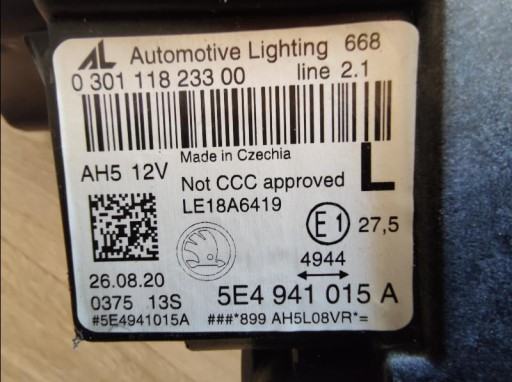 AL Automotive Lighting 668
0 301 118 233 00 line 2.1
Made in Czechia
AH5 12V
Not CCC approved L
LE18A6419
E1 27,5
4944
26.08.20
0375 13S 5E4 941 015 A
#5E4941015A ###*899 AH5L08VR*=